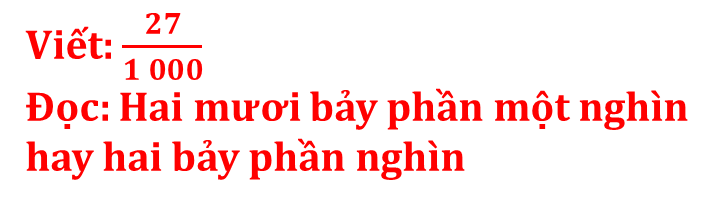 Viết: 27/1 000
Đọc: Hai mươi bảy phần một nghìn
hay hai bảy phần nghìn